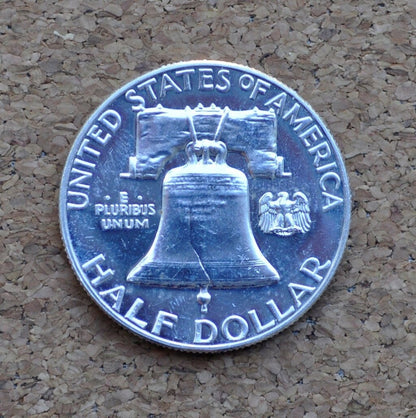 UNITED STATES OF AMERICA
E
PLURIBUS
UNUM
HALF DOLLAR